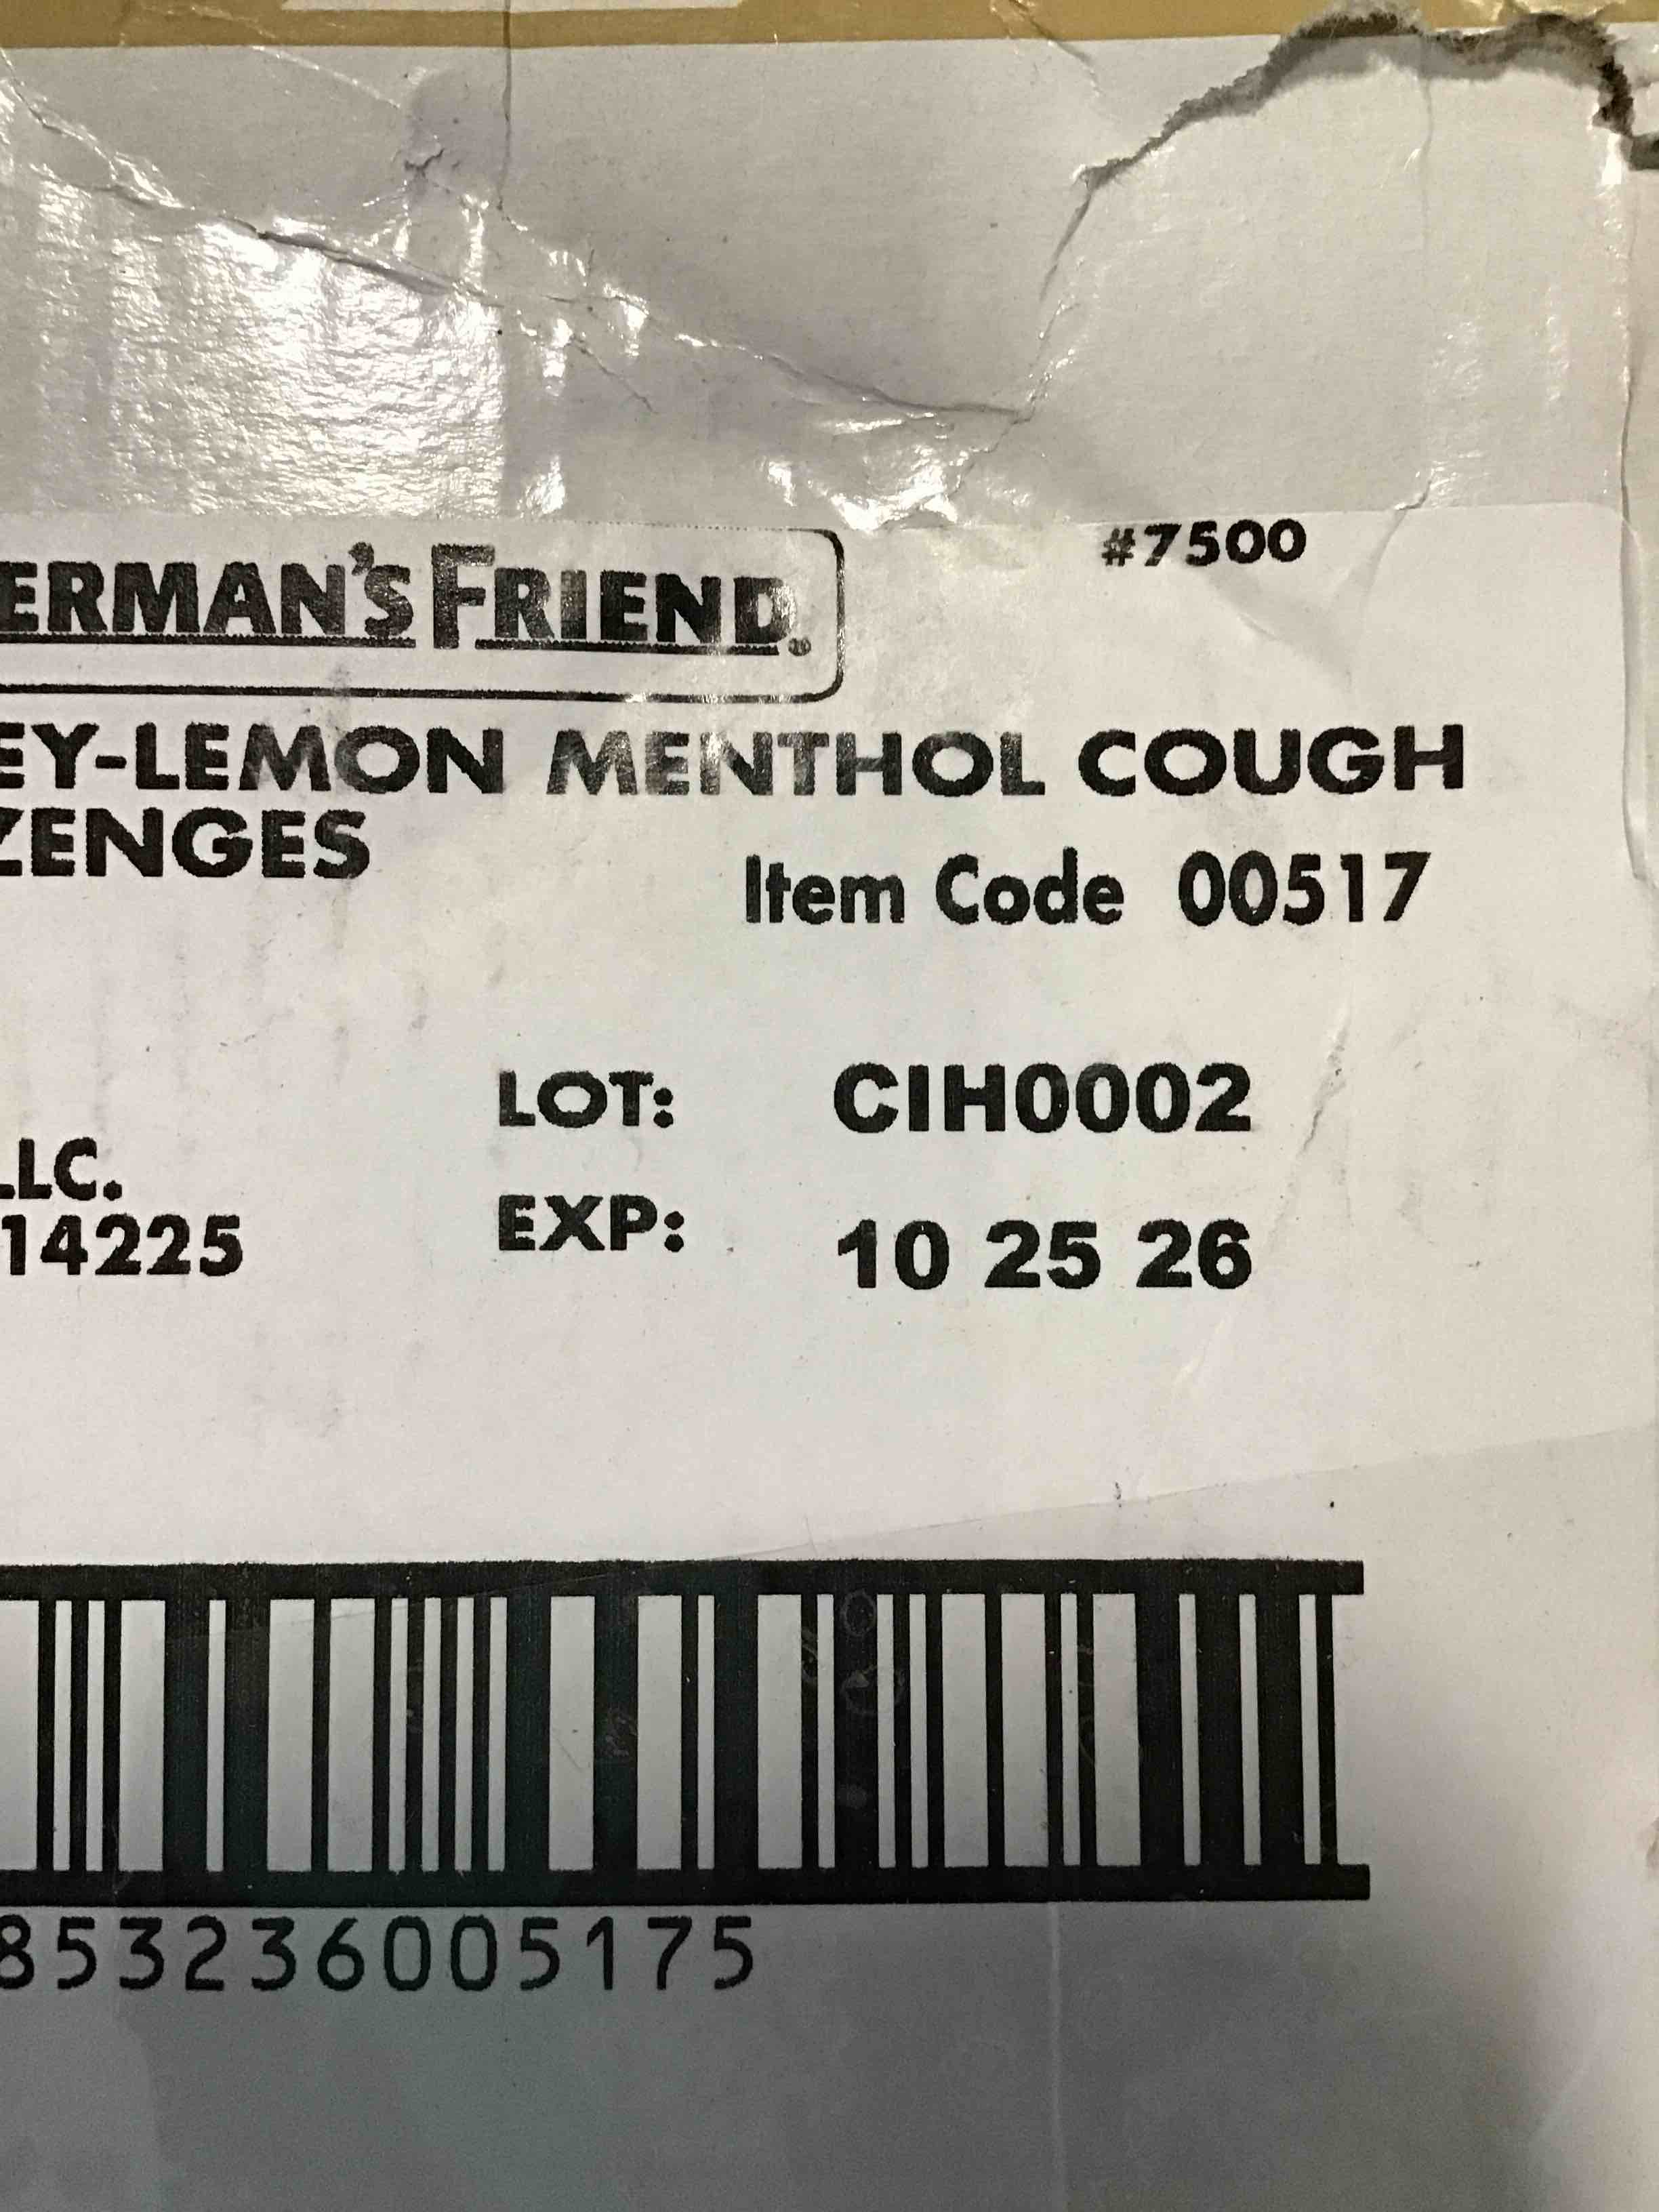 #7500
ERMAN'S FRIEND®
EY-LEMON MENTHOL COUGH
ZENGES
Item Code 00517
LOT: CIH0002
LLC.
14225
EXP: 10 25 26
853236005175